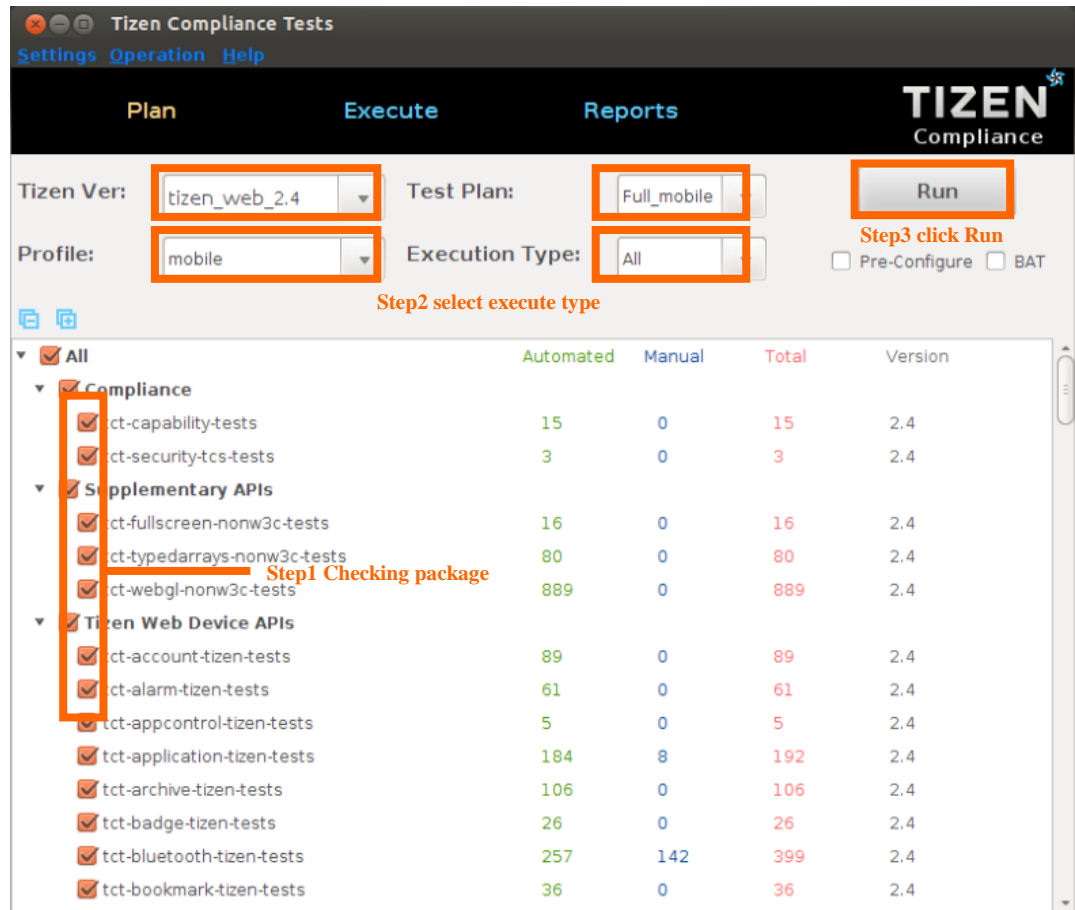 Tizen Compliance Tests
Settings Operation Help
Plan Execute Reports TIZEN
Compliance
Tizen Ver: tizen_web_2.4 Test Plan: Full_mobile Run
Step3 click Run
Profile: mobile Execution Type: All Pre-Configure BAT
Step2 select execute type
All Automated Manual Total Version
Compliance
tct-capability-tests 15 0 15 2.4
tct-security-tcs-tests 3 0 3 2.4
Supplementary APIs
tct-fullscreen-nonw3c-tests 16 0 16 2.4
tct-typedarrays-nonw3c-tests 80 0 80 2.4
Step1 Checking package
tct-webgl-nonw3c-tests 889 0 889 2.4
Tizen Web Device APIs
tct-account-tizen-tests 89 0 89 2.4
tct-alarm-tizen-tests 61 0 61 2.4
tct-appcontrol-tizen-tests 5 0 5 2.4
tct-application-tizen-tests 184 8 192 2.4
tct-archive-tizen-tests 106 0 106 2.4
tct-badge-tizen-tests 26 0 26 2.4
tct-bluetooth-tizen-tests 257 142 399 2.4
tct-bookmark-tizen-tests 36 0 36 2.4